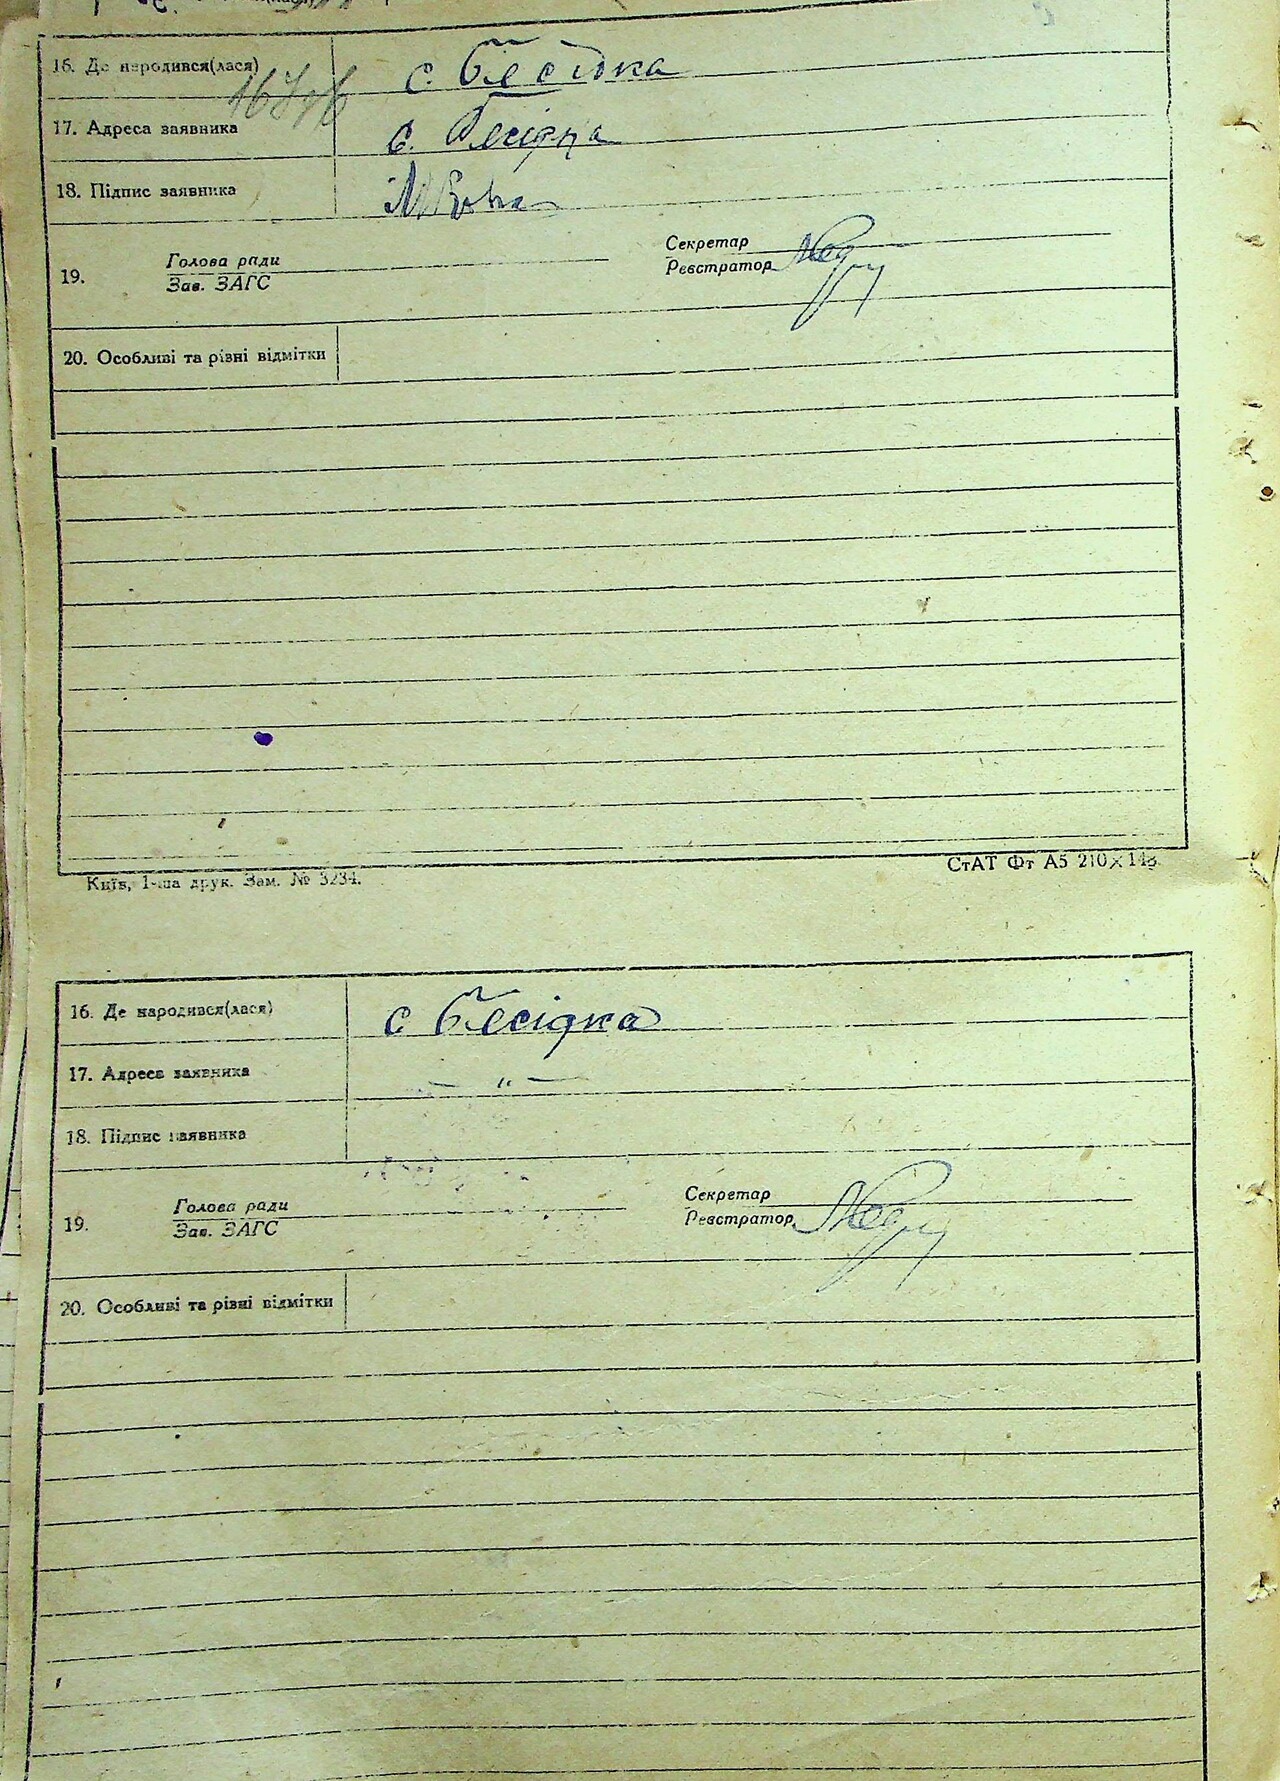 16. Де народився(лася) с. Бесідка
17. Адреса заявника с. Бесідка
18. Підпис заявника
19. Голова ради Секретар
Зав. ЗАГС Реєстратор
20. Особливі та різні відмітки
Київ, 1-ша друк. Зам. № 3234. СтАТ Фт А5 210×148
16. Де народився(лася) с Бесідка
17. Адреса заявника — " —
18. Підпис заявника
19. Голова ради Секретар
Зав. ЗАГС Реєстратор
20. Особливі та різні відмітки